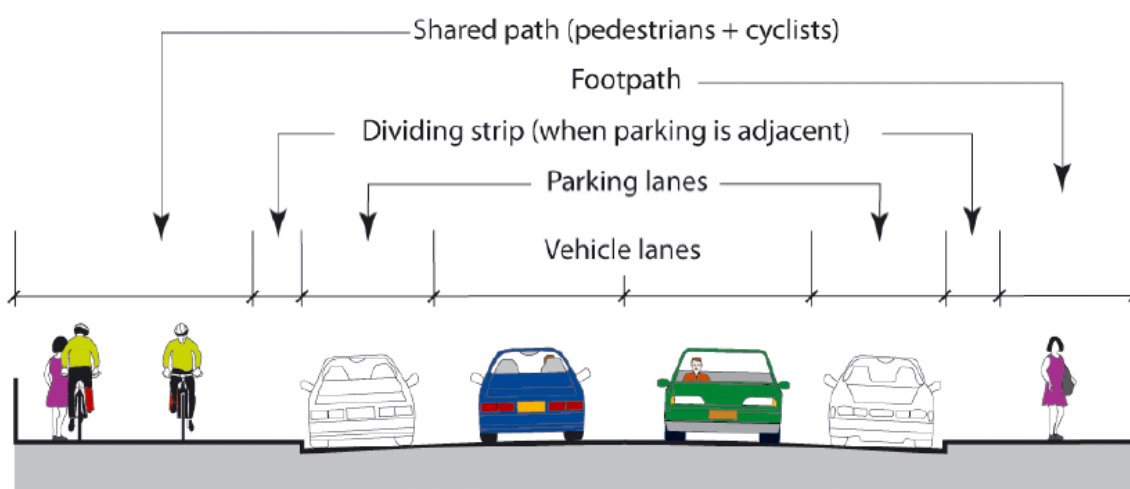 Shared path (pedestrians + cyclists)
Footpath
Dividing strip (when parking is adjacent)
Parking lanes
Vehicle lanes